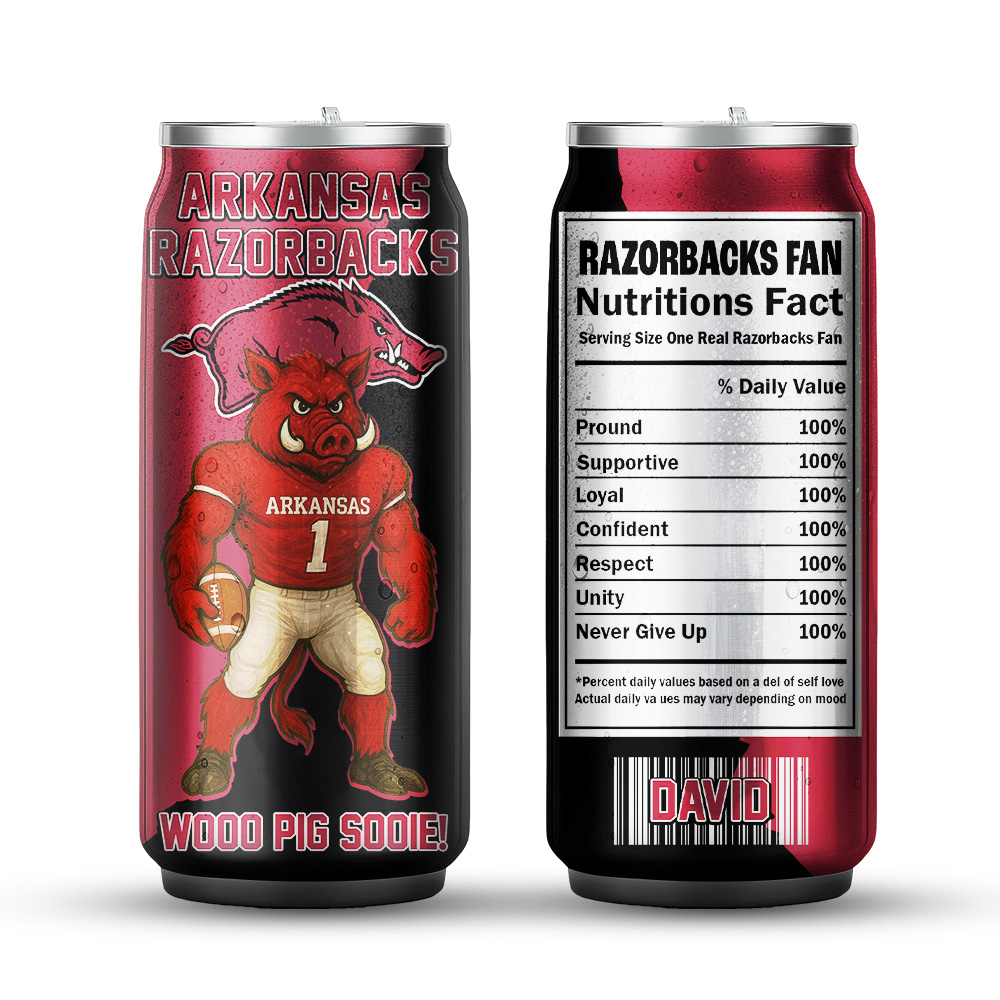 ARKANSAS
RAZORBACKS
ARKANSAS
1
WOOO PIG SOOIE!
RAZORBACKS FAN
Nutritions Fact
Serving Size One Real Razorbacks Fan
% Daily Value
Pround 100%
Supportive 100%
Loyal 100%
Confident 100%
Respect 100%
Unity 100%
Never Give Up 100%
*Percent daily values based on a del of self love
Actual daily va ues may vary depending on mood
DAVID